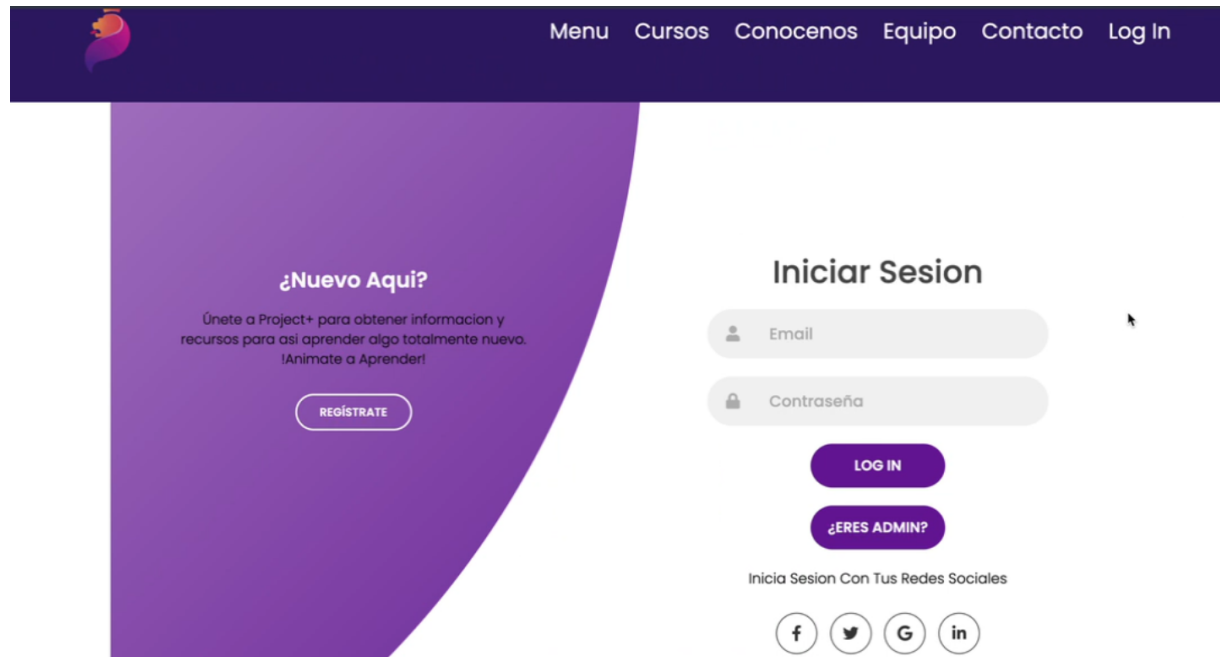 Menu Cursos Conocenos Equipo Contacto Log In
¿Nuevo Aqui?
Únete a Project+ para obtener informacion y
recursos para asi aprender algo totalmente nuevo.
!Animate a Aprender!
REGÍSTRATE
Iniciar Sesion
Email
Contraseña
LOG IN
¿ERES ADMIN?
Inicia Sesion Con Tus Redes Sociales
f G in